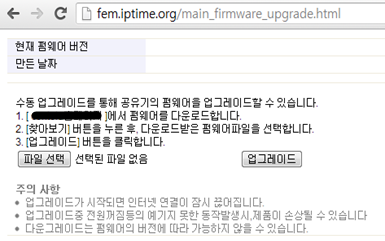 fem.iptime.org/main_firmware_upgrade.html
현재 펌웨어 버전
만든 날짜
수동 업그레이드를 통해 공유기의 펌웨어을 업그레이드할 수 있습니다.
1. [ ]에서 펌웨어를 다운로드합니다.
2. [찾아보기] 버튼을 누른 후, 다운로드받은 펌웨어파일을 선택합니다.
3. [업그레이드] 버튼을 클릭합니다.
파일 선택 선택된 파일 없음 업그레이드
주의 사항
업그레이드가 시작되면 인터넷 연결이 잠시 끊어집니다.
업그레이드중 전원꺼짐등의 예기지 못한 동작발생시,제품이 손상될 수 있습니다
다운그레이드는 펌웨어의 버전에 따라 가능하지 않을 수 있습니다.